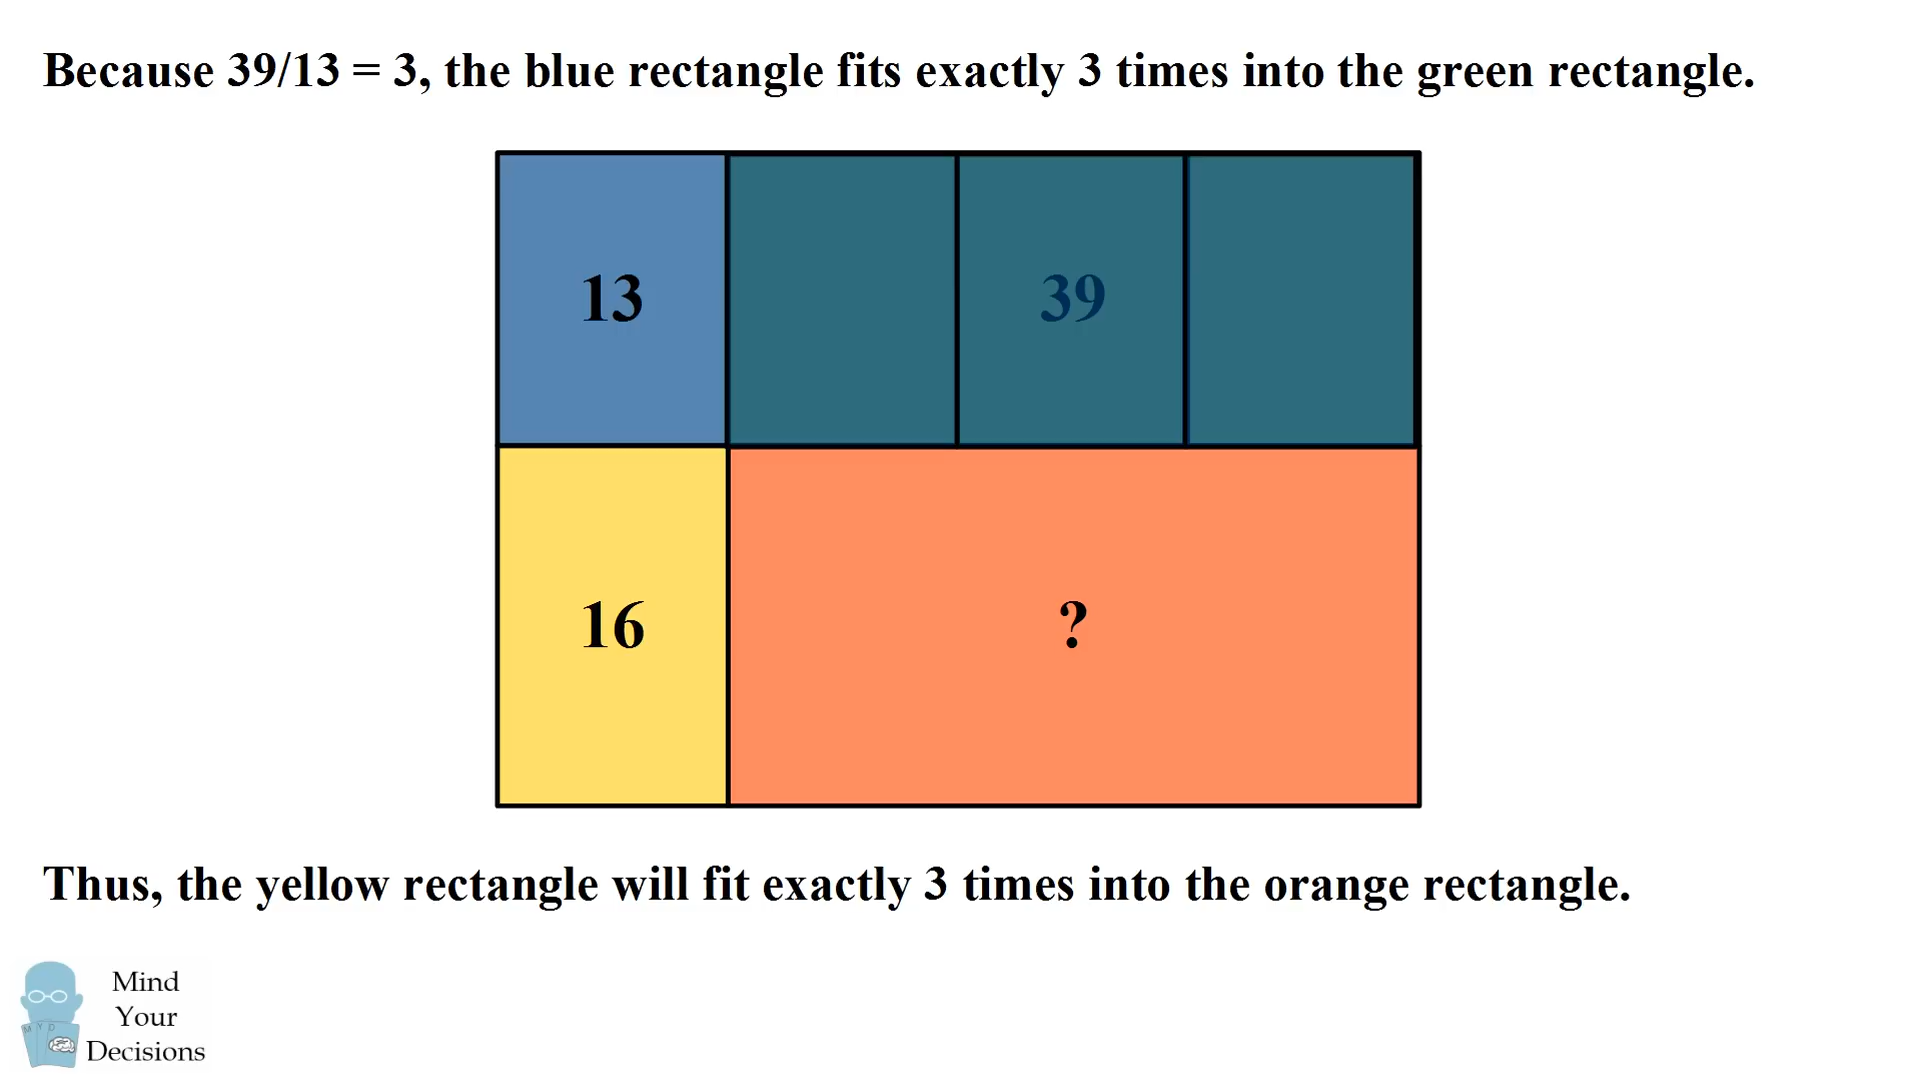 Because 39/13 = 3, the blue rectangle fits exactly 3 times into the green rectangle.
13
39
16
?
Thus, the yellow rectangle will fit exactly 3 times into the orange rectangle.
M Y D
Mind
Your
Decisions